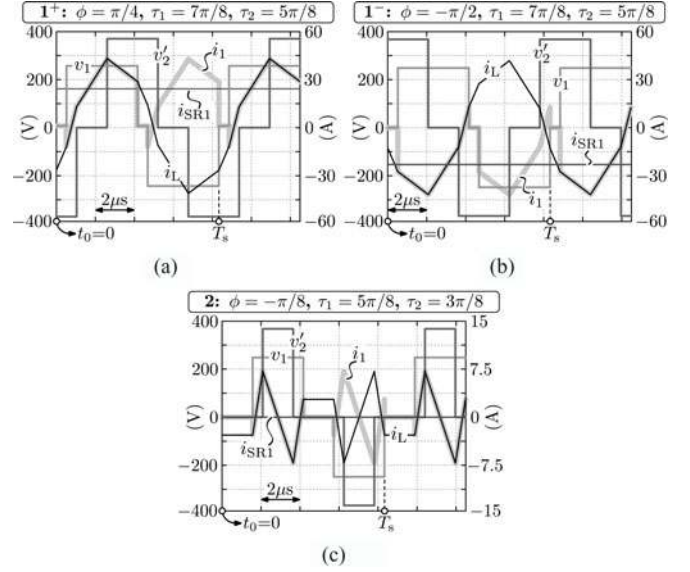 1⁺: ϕ = π/4, τ₁ = 7π/8, τ₂ = 5π/8
400
200
0
−200
−400
(V)
60
30
0
−30
−60
(A)
v₁
v′₂
i₁
i_SR1
i_L
2μs
t₀=0
T_s
(a)
1⁻: ϕ = −π/2, τ₁ = 7π/8, τ₂ = 5π/8
400
200
0
−200
−400
(V)
60
30
0
−30
−60
(A)
i_L
v′₂
v₁
i_SR1
i₁
2μs
t₀=0
T_s
(b)
2: ϕ = −π/8, τ₁ = 5π/8, τ₂ = 3π/8
400
200
0
−200
−400
(V)
15
7.5
0
−7.5
−15
(A)
v₁
v′₂
i₁
i_SR1
i_L
2μs
t₀=0
T_s
(c)